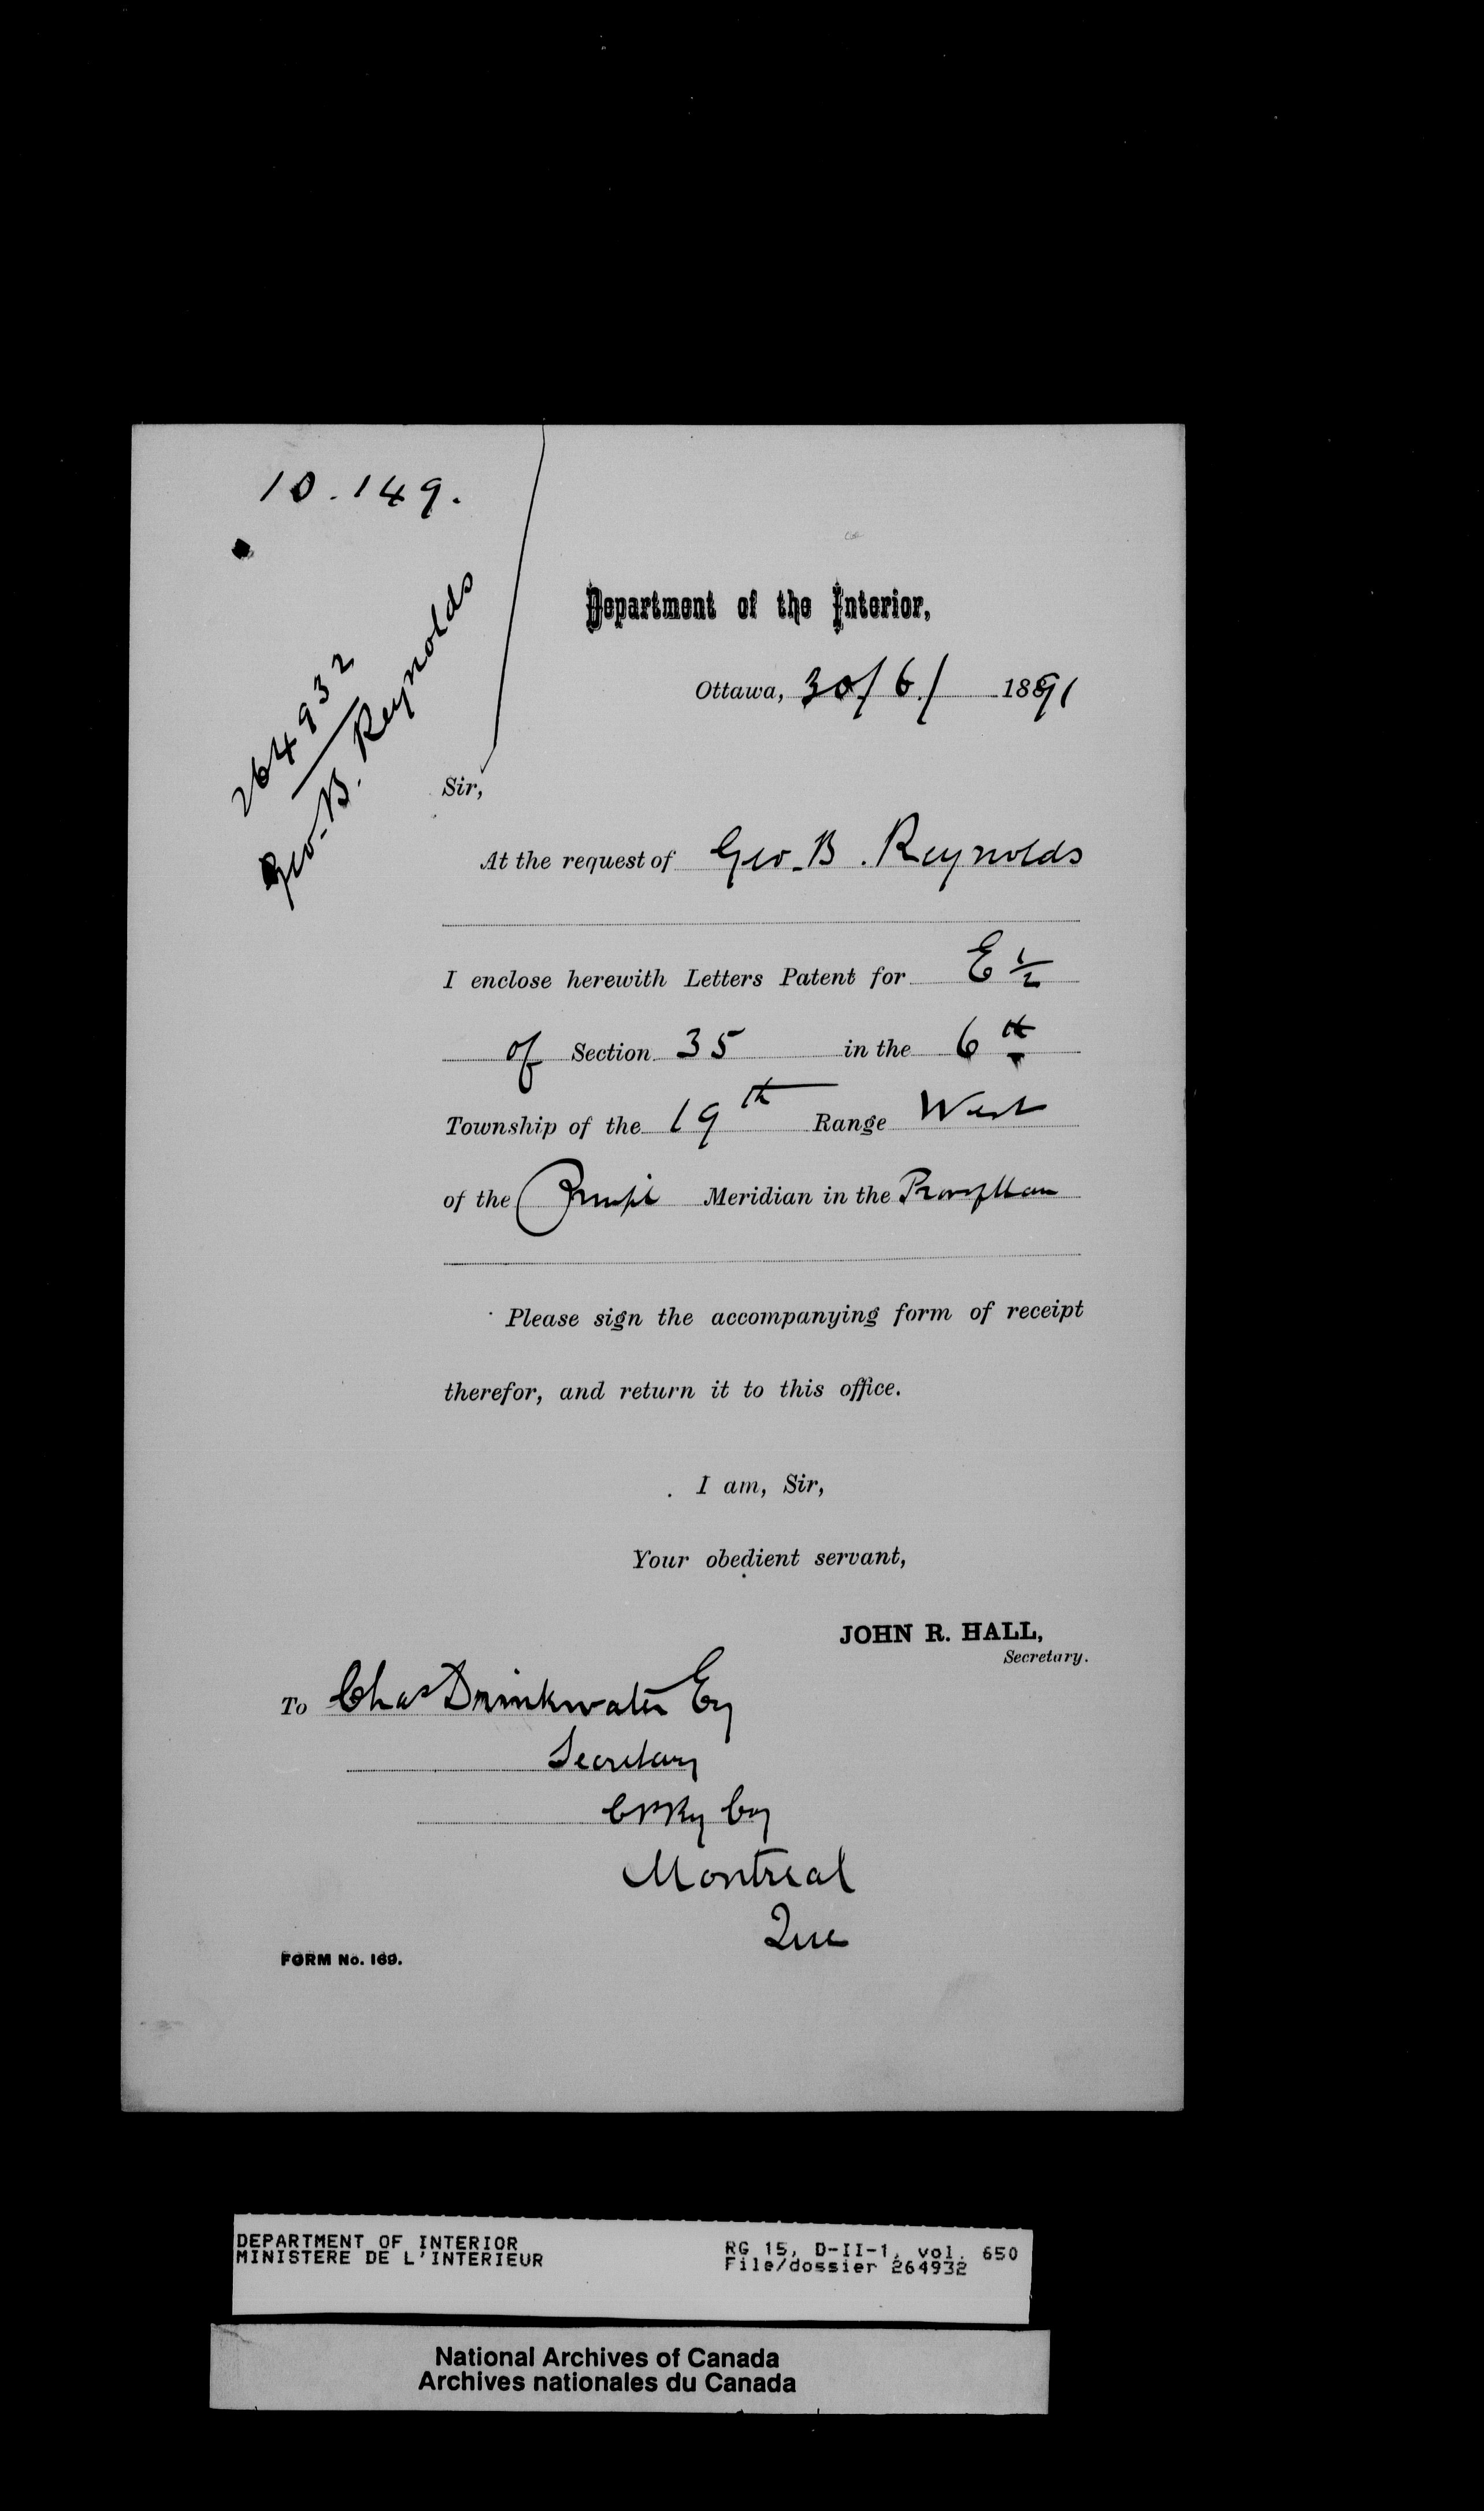 10.149.
264932
Geo. B. Reynolds
Department of the Interior,
Ottawa, 30/6/ 1891
Sir,
At the request of Geo. B. Reynolds
I enclose herewith Letters Patent for E 1/2
of Section 35 in the 6th
Township of the 19th Range West
of the Meridian in the
Please sign the accompanying form of receipt
therefor, and return it to this office.
I am, Sir,
Your obedient servant,
JOHN R. HALL,
Secretary.
To Chas Drinkwater Esq
Secretary
CPRy Coy
Montreal
Que
FORM No. 169.
DEPARTMENT OF INTERIOR
MINISTERE DE L'INTERIEUR
RG 15, D-II-1, vol. 650
File/dossier 264932
National Archives of Canada
Archives nationales du Canada